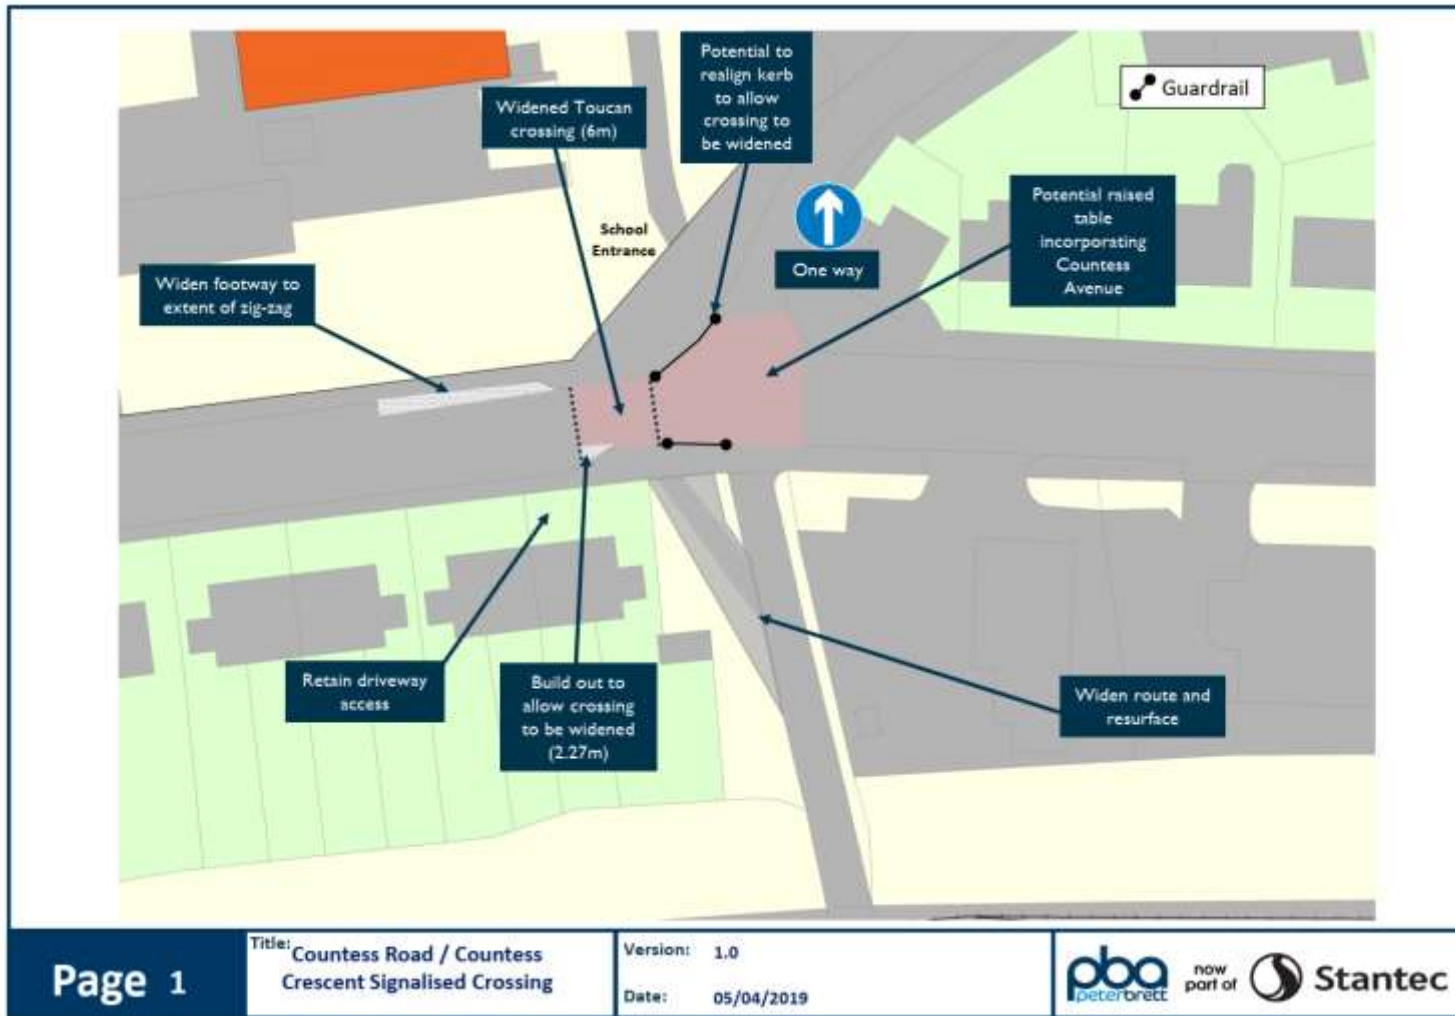 Potential to
realign kerb
to allow
crossing to
be widened
Guardrail
Widened Toucan
crossing (6m)
Potential raised
table
incorporating
Countess
Avenue
School
Entrance
One way
Widen footway to
extent of zig-zag
Retain driveway
access
Build out to
allow crossing
to be widened
(2.27m)
Widen route and
resurface
Page 1
Title: Countess Road / Countess
Crescent Signalised Crossing
Version: 1.0
Date: 05/04/2019
pba
peterbrett
now
part of
Stantec